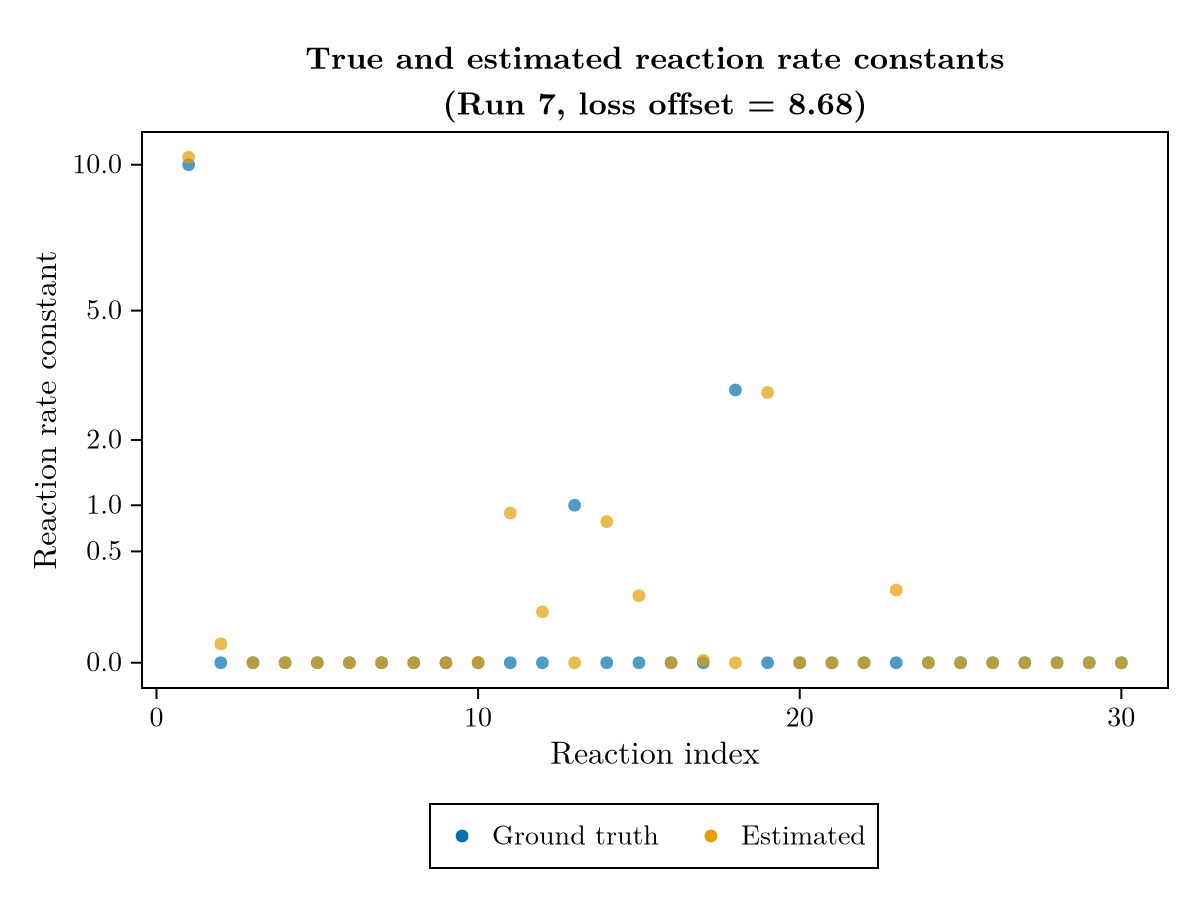 True and estimated reaction rate constants
(Run 7, loss offset = 8.68)
Reaction rate constant
10.0
5.0
2.0
1.0
0.5
0.0
0 10 20 30
Reaction index
Ground truth Estimated